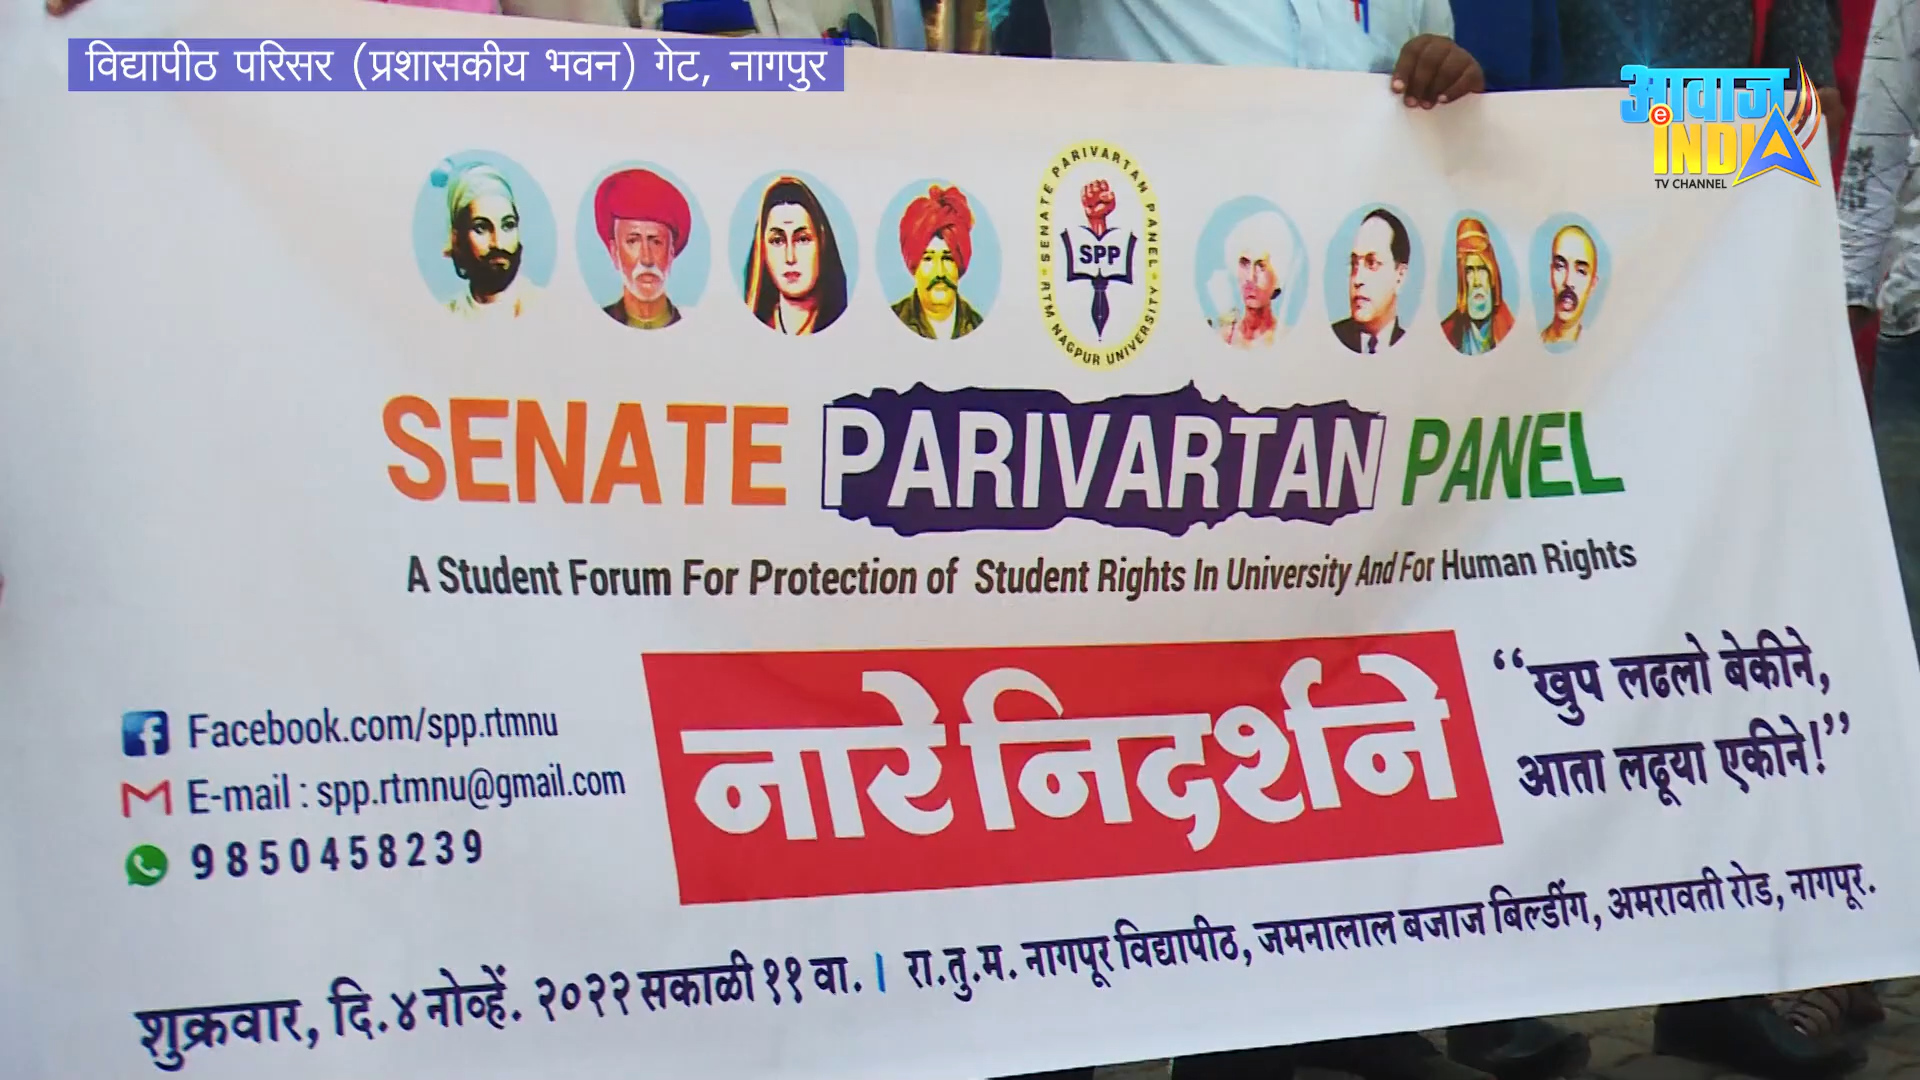 विद्यापीठ परिसर (प्रशासकीय भवन) गेट, नागपुर
आवाज
e
INDIA
TV CHANNEL
SENATE PARIVARTAN PANEL
SPP
RTM NAGPUR UNIVERSITY
SENATE PARIVARTAN PANEL
A Student Forum For Protection of Student Rights In University And For Human Rights
Facebook.com/spp.rtmnu
E-mail : spp.rtmnu@gmail.com
9850458239
नारे निदर्शने
“खुप लढलो बेकीने,
आता लढूया एकीने!”
शुक्रवार, दि.४ नोव्हें. २०२२ सकाळी ११ वा. | रा.तु.म. नागपूर विद्यापीठ, जमनालाल बजाज बिल्डींग, अमरावती रोड, नागपूर.